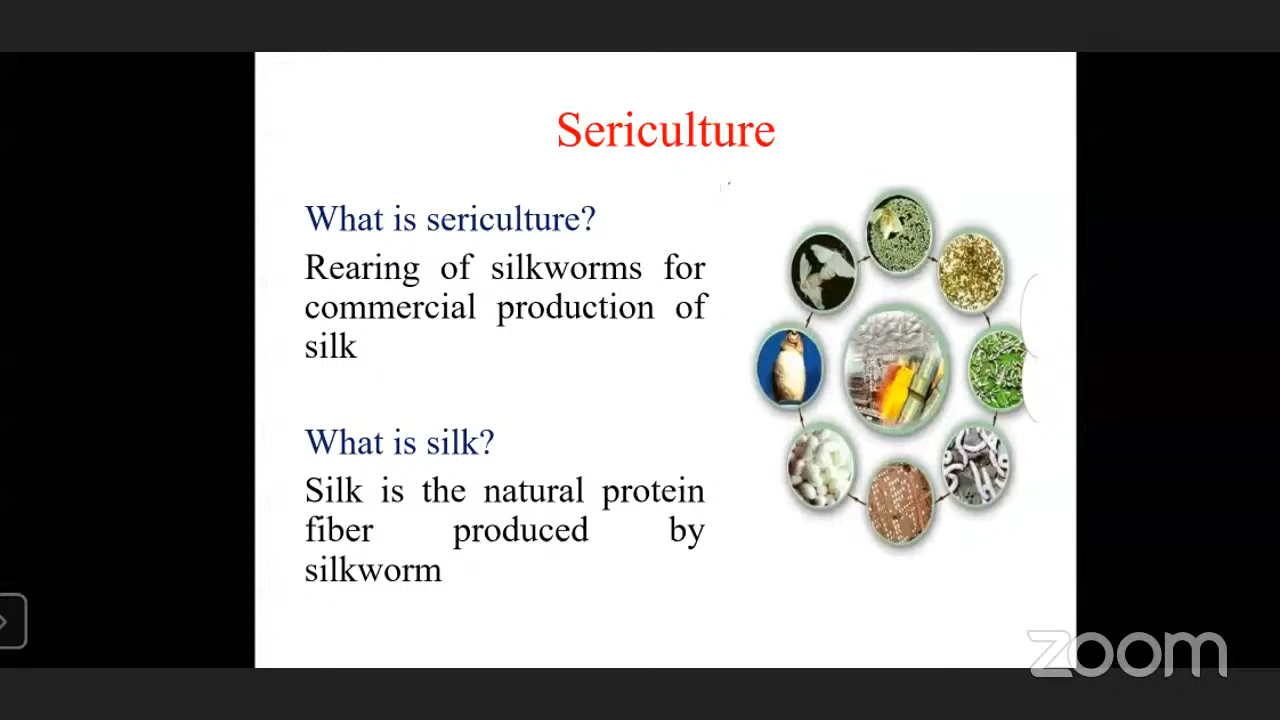 Sericulture
What is sericulture?
Rearing of silkworms for
commercial production of
silk
What is silk?
Silk is the natural protein
fiber produced by
silkworm
zoom